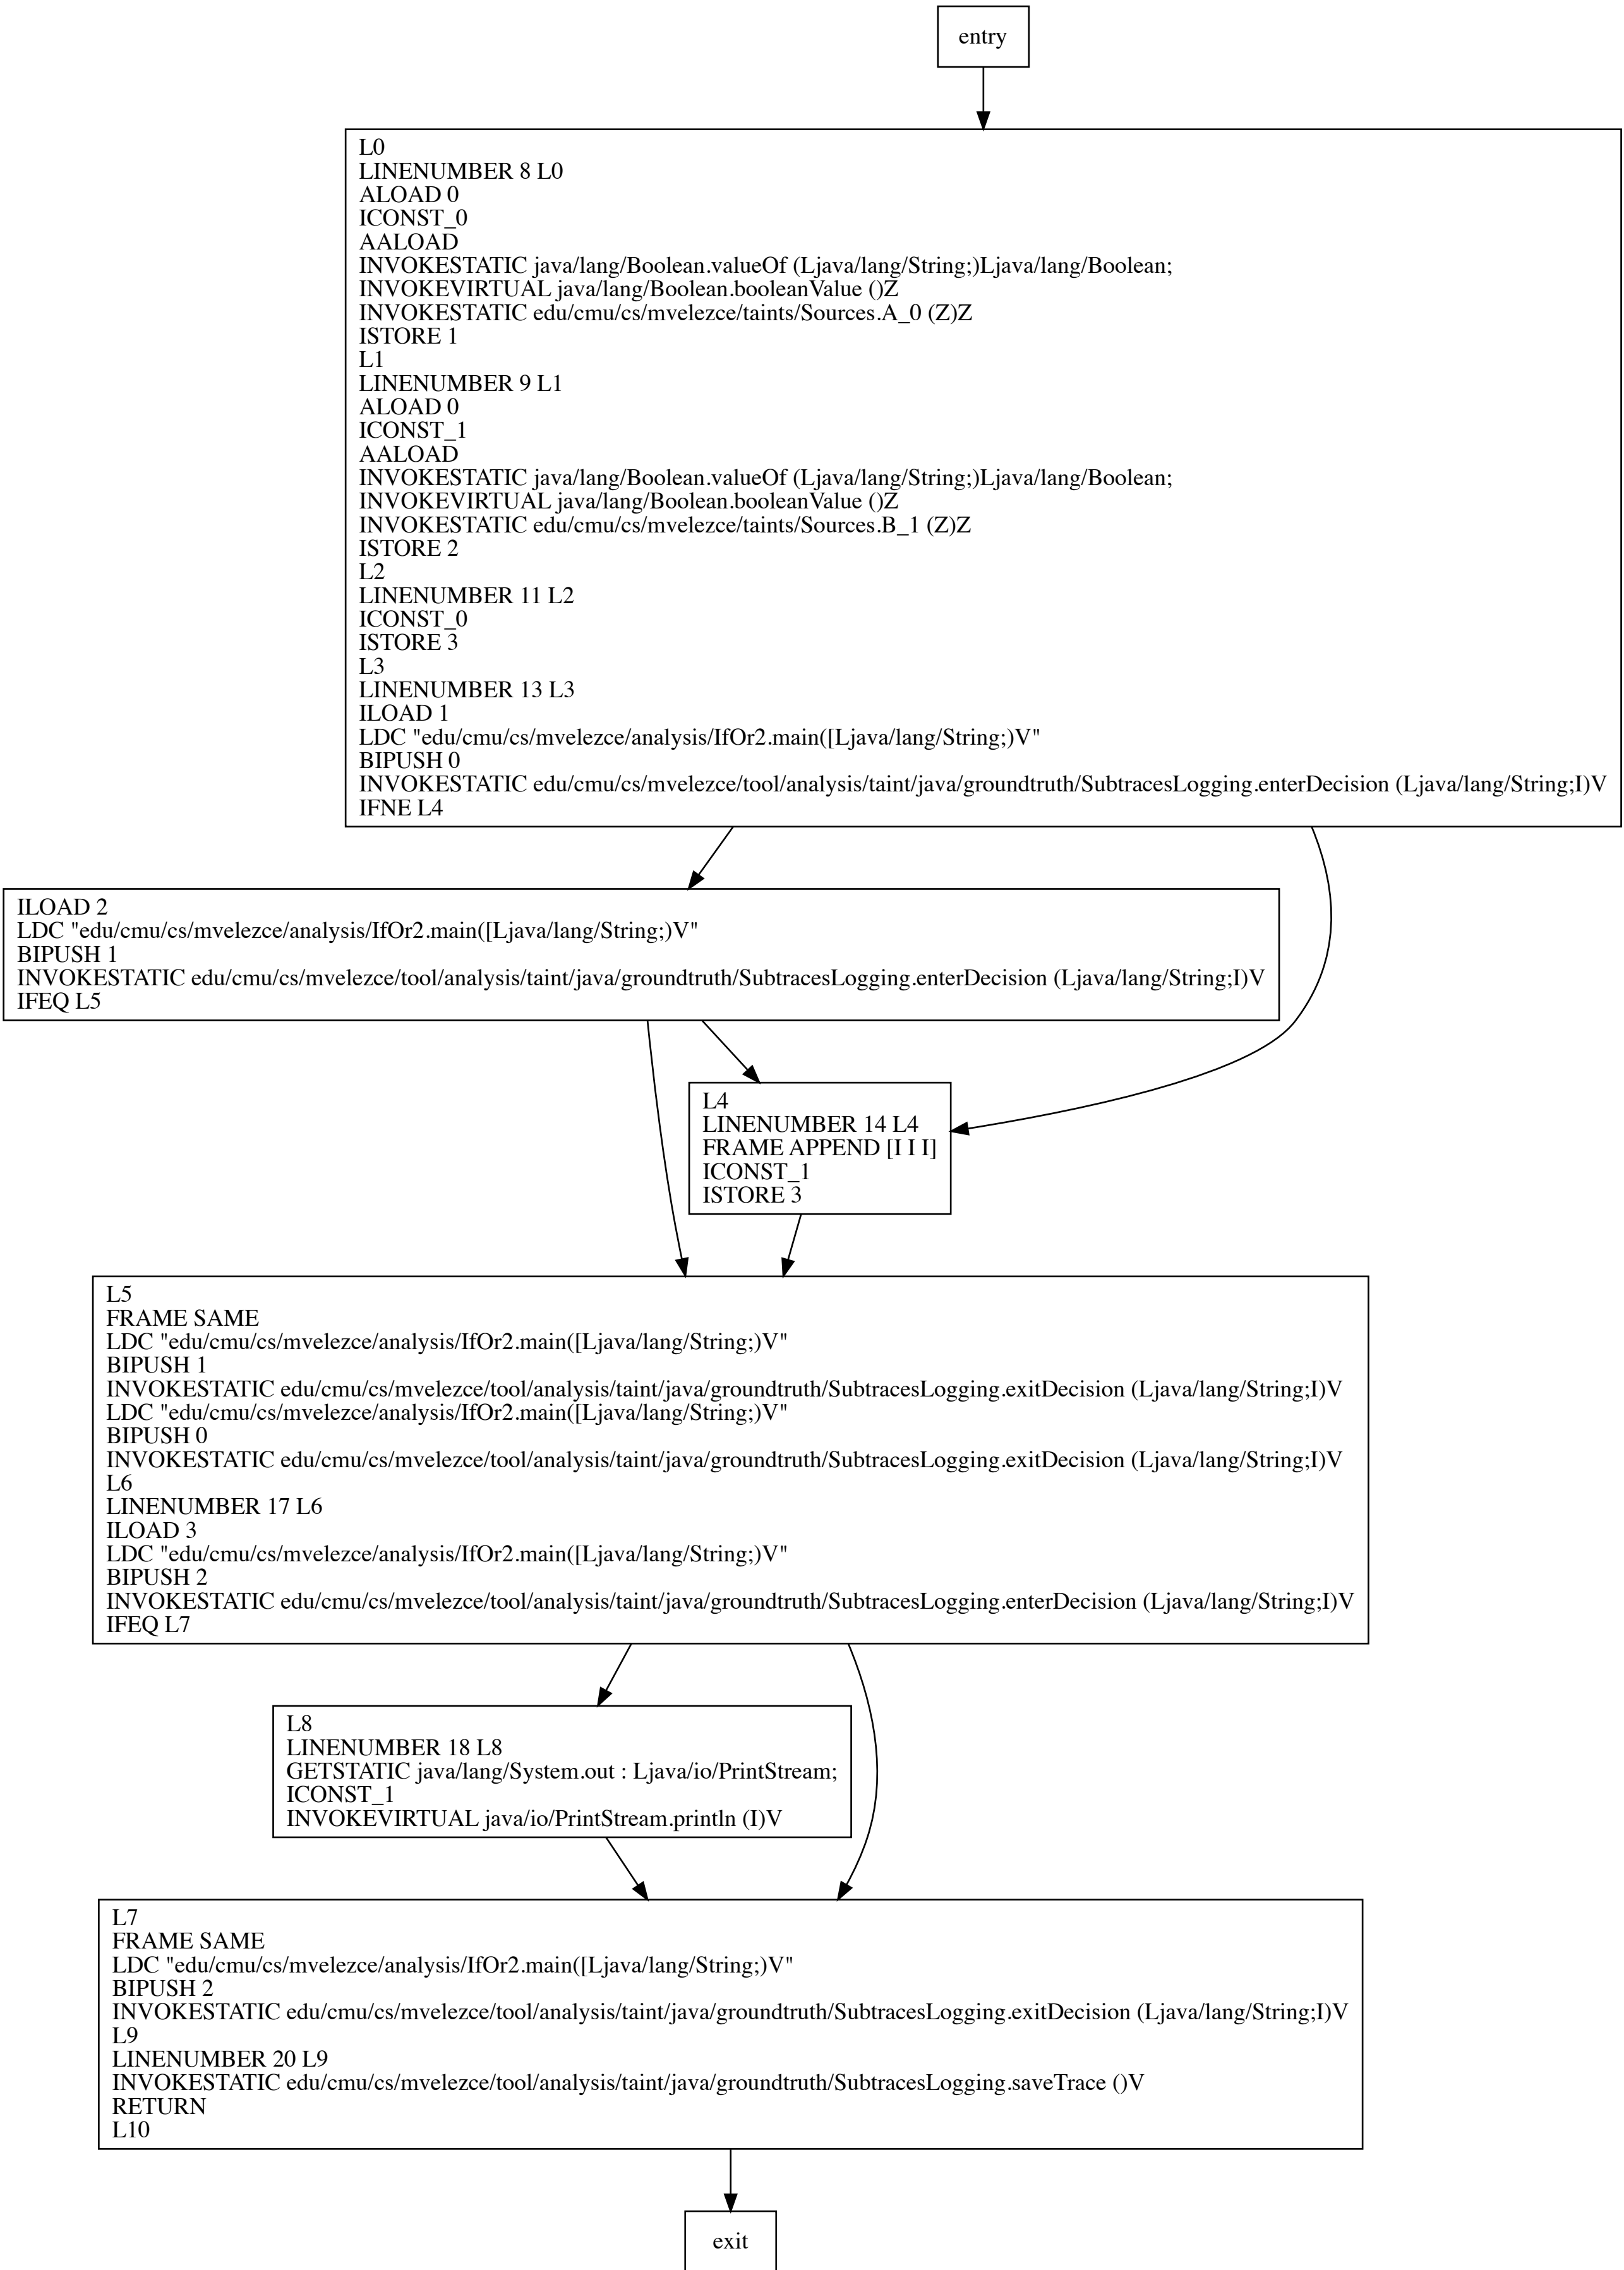 entry
L0
LINENUMBER 8 L0
ALOAD 0
ICONST_0
AALOAD
INVOKESTATIC java/lang/Boolean.valueOf (Ljava/lang/String;)Ljava/lang/Boolean;
INVOKEVIRTUAL java/lang/Boolean.booleanValue ()Z
INVOKESTATIC edu/cmu/cs/mvelezce/taints/Sources.A_0 (Z)Z
ISTORE 1
L1
LINENUMBER 9 L1
ALOAD 0
ICONST_1
AALOAD
INVOKESTATIC java/lang/Boolean.valueOf (Ljava/lang/String;)Ljava/lang/Boolean;
INVOKEVIRTUAL java/lang/Boolean.booleanValue ()Z
INVOKESTATIC edu/cmu/cs/mvelezce/taints/Sources.B_1 (Z)Z
ISTORE 2
L2
LINENUMBER 11 L2
ICONST_0
ISTORE 3
L3
LINENUMBER 13 L3
ILOAD 1
LDC "edu/cmu/cs/mvelezce/analysis/IfOr2.main([Ljava/lang/String;)V"
BIPUSH 0
INVOKESTATIC edu/cmu/cs/mvelezce/tool/analysis/taint/java/groundtruth/SubtracesLogging.enterDecision (Ljava/lang/String;I)V
IFNE L4
ILOAD 2
LDC "edu/cmu/cs/mvelezce/analysis/IfOr2.main([Ljava/lang/String;)V"
BIPUSH 1
INVOKESTATIC edu/cmu/cs/mvelezce/tool/analysis/taint/java/groundtruth/SubtracesLogging.enterDecision (Ljava/lang/String;I)V
IFEQ L5
L4
LINENUMBER 14 L4
FRAME APPEND [I I I]
ICONST_1
ISTORE 3
L5
FRAME SAME
LDC "edu/cmu/cs/mvelezce/analysis/IfOr2.main([Ljava/lang/String;)V"
BIPUSH 1
INVOKESTATIC edu/cmu/cs/mvelezce/tool/analysis/taint/java/groundtruth/SubtracesLogging.exitDecision (Ljava/lang/String;I)V
LDC "edu/cmu/cs/mvelezce/analysis/IfOr2.main([Ljava/lang/String;)V"
BIPUSH 0
INVOKESTATIC edu/cmu/cs/mvelezce/tool/analysis/taint/java/groundtruth/SubtracesLogging.exitDecision (Ljava/lang/String;I)V
L6
LINENUMBER 17 L6
ILOAD 3
LDC "edu/cmu/cs/mvelezce/analysis/IfOr2.main([Ljava/lang/String;)V"
BIPUSH 2
INVOKESTATIC edu/cmu/cs/mvelezce/tool/analysis/taint/java/groundtruth/SubtracesLogging.enterDecision (Ljava/lang/String;I)V
IFEQ L7
L8
LINENUMBER 18 L8
GETSTATIC java/lang/System.out : Ljava/io/PrintStream;
ICONST_1
INVOKEVIRTUAL java/io/PrintStream.println (I)V
L7
FRAME SAME
LDC "edu/cmu/cs/mvelezce/analysis/IfOr2.main([Ljava/lang/String;)V"
BIPUSH 2
INVOKESTATIC edu/cmu/cs/mvelezce/tool/analysis/taint/java/groundtruth/SubtracesLogging.exitDecision (Ljava/lang/String;I)V
L9
LINENUMBER 20 L9
INVOKESTATIC edu/cmu/cs/mvelezce/tool/analysis/taint/java/groundtruth/SubtracesLogging.saveTrace ()V
RETURN
L10
exit